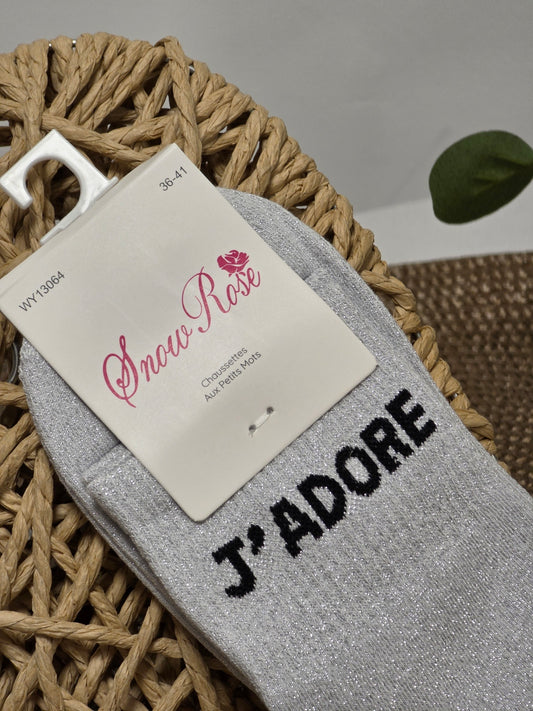 36-41
WY13064
Snow Rose
Chaussettes
Aux Petits Mots
J'ADORE